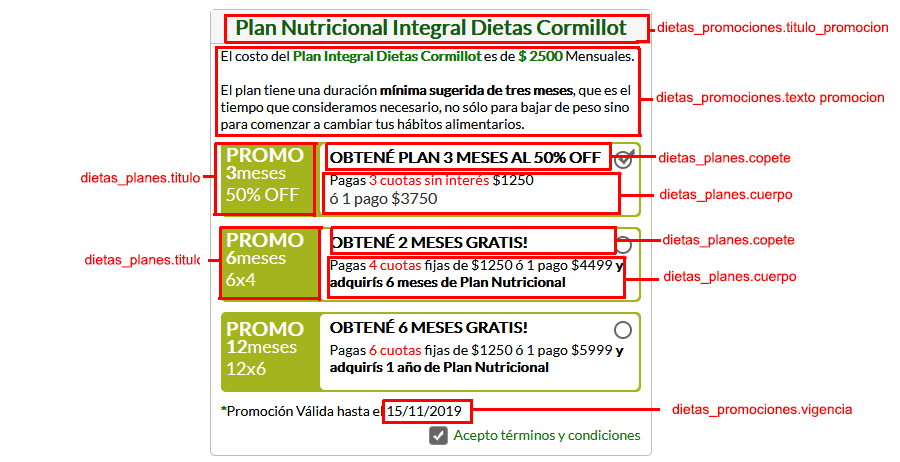 Plan Nutricional Integral Dietas Cormillot
dietas_promociones.titulo_promocion
El costo del Plan Integral Dietas Cormillot es de $ 2500 Mensuales.
El plan tiene una duración mínima sugerida de tres meses, que es el
tiempo que consideramos necesario, no sólo para bajar de peso sino
para comenzar a cambiar tus hábitos alimentarios.
dietas_promociones.texto promocion
dietas_planes.titulo
PROMO
3meses
50% OFF
OBTENÉ PLAN 3 MESES AL 50% OFF
dietas_planes.copete
Pagas 3 cuotas sin interés $1250
ó 1 pago $3750
dietas_planes.cuerpo
dietas_planes.titulo
PROMO
6meses
6x4
OBTENÉ 2 MESES GRATIS!
dietas_planes.copete
Pagas 4 cuotas fijas de $1250 ó 1 pago $4499 y
adquirís 6 meses de Plan Nutricional
dietas_planes.cuerpo
PROMO
12meses
12x6
OBTENÉ 6 MESES GRATIS!
Pagas 6 cuotas fijas de $1250 ó 1 pago $5999 y
adquirís 1 año de Plan Nutricional
*Promoción Válida hasta el 15/11/2019
dietas_promociones.vigencia
Acepto términos y condiciones